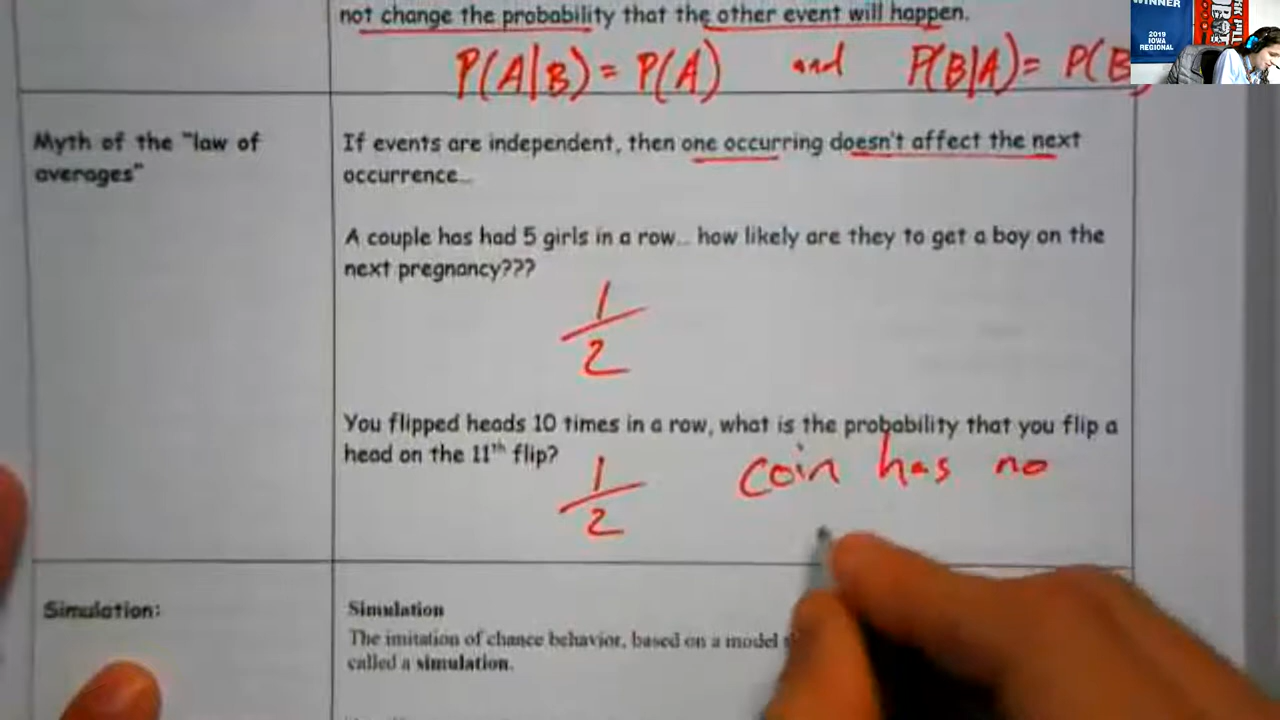 not change the probability that the other event will happen.
P(A|B) = P(A) and P(B|A) = P(B
WINNER
2019
IOWA
REGIONAL
Myth of the "law of
averages"
If events are independent, then one occurring doesn't affect the next
occurrence...
A couple has had 5 girls in a row... how likely are they to get a boy on the
next pregnancy???
1
2
You flipped heads 10 times in a row, what is the probability that you flip a
head on the 11th flip?
1
2
coin has no
Simulation:
Simulation
The imitation of chance behavior, based on a model
called a simulation.